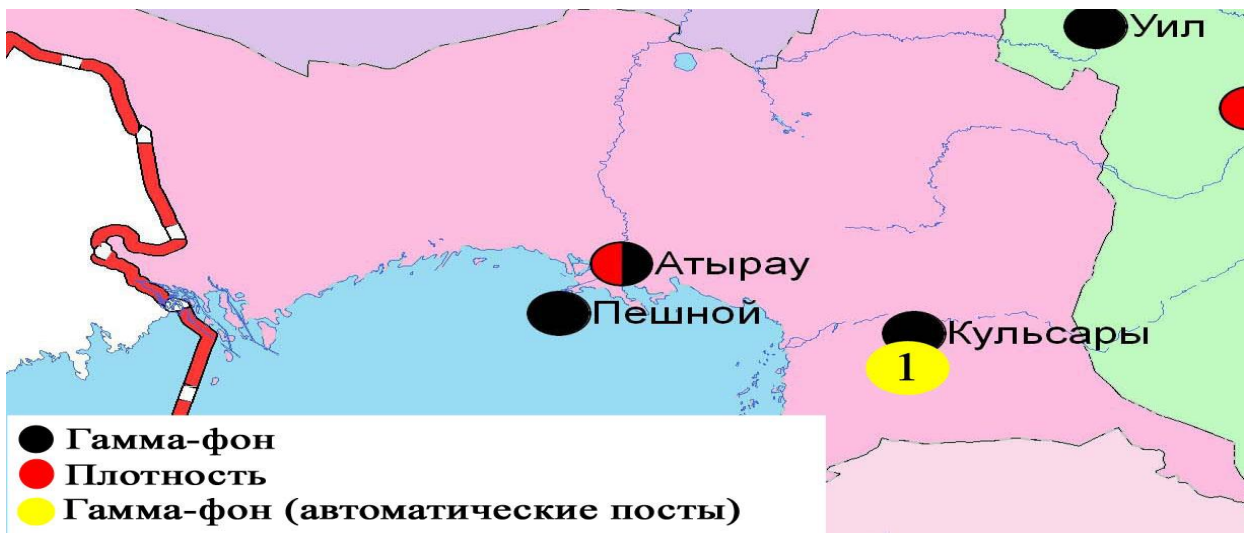 Уил
Атырау
Пешной
Кульсары
1
Гамма-фон
Плотность
Гамма-фон (автоматические посты)